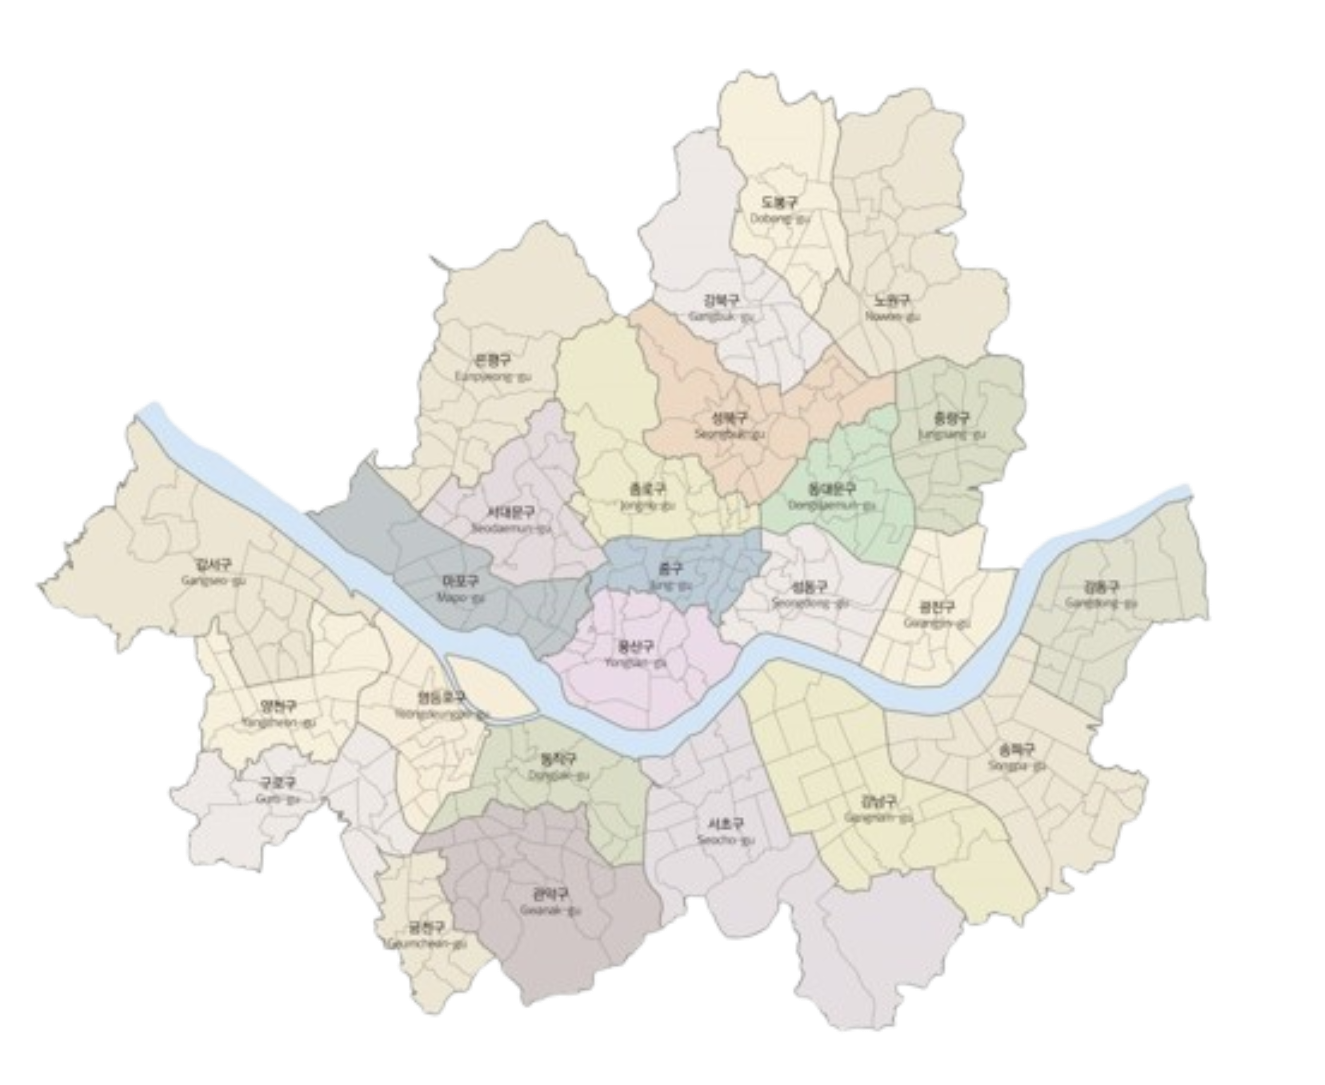 도봉구
Dobong-gu
강북구
Gangbuk-gu
노원구
Nowon-gu
은평구
Eunpyeong-gu
성북구
Seongbuk-gu
중랑구
Jungnang-gu
종로구
Jongno-gu
동대문구
Dongdaemun-gu
서대문구
Seodaemun-gu
강서구
Gangseo-gu
마포구
Mapo-gu
중구
Jung-gu
성동구
Seongdong-gu
광진구
Gwangjin-gu
강동구
Gangdong-gu
용산구
Yongsan-gu
양천구
Yangcheon-gu
영등포구
Yeongdeungpo-gu
동작구
Dongjak-gu
송파구
Songpa-gu
구로구
Guro-gu
서초구
Seocho-gu
강남구
Gangnam-gu
관악구
Gwanak-gu
금천구
Geumcheon-gu